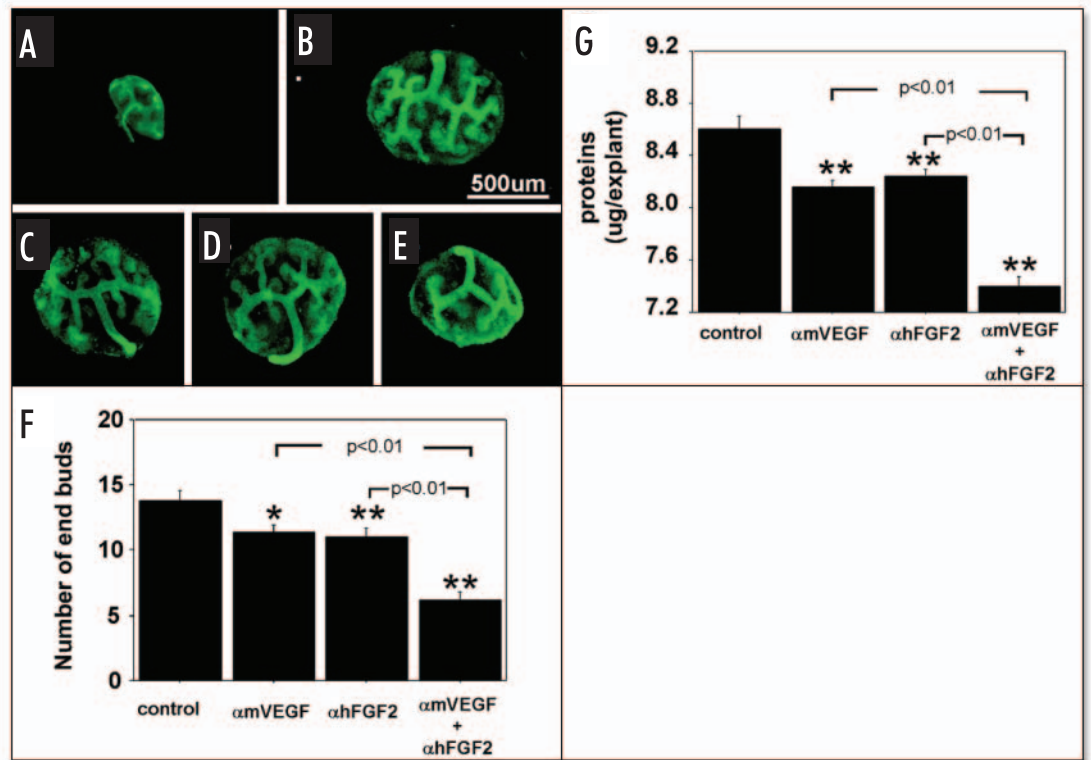 A
B
500um
C
D
E
F
Number of end buds
20
15
10
5
0
p<0.01
p<0.01
*
**
**
control
αmVEGF
αhFGF2
αmVEGF
+
αhFGF2
G
proteins
(ug/explant)
9.2
8.8
8.4
8.0
7.6
7.2
p<0.01
p<0.01
**
**
**
control
αmVEGF
αhFGF2
αmVEGF
+
αhFGF2